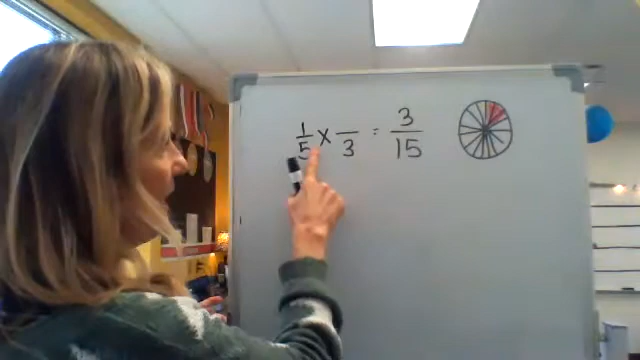 1/5 × _/3 = 3/15